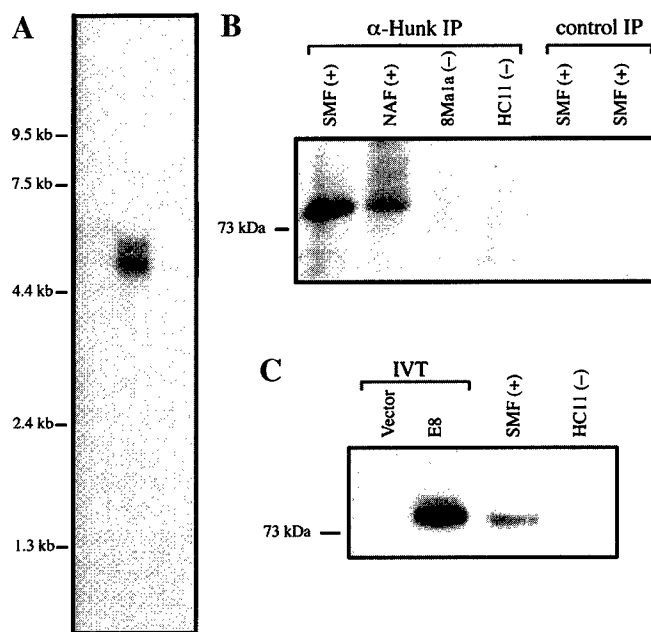 A
9.5 kb
7.5 kb
4.4 kb
2.4 kb
1.3 kb
B
α-Hunk IP
control IP
SMF (+)
NAF (+)
8Ma1a (–)
HC11 (–)
SMF (+)
SMF (+)
73 kDa
C
IVT
Vector
E8
SMF (+)
HC11 (–)
73 kDa